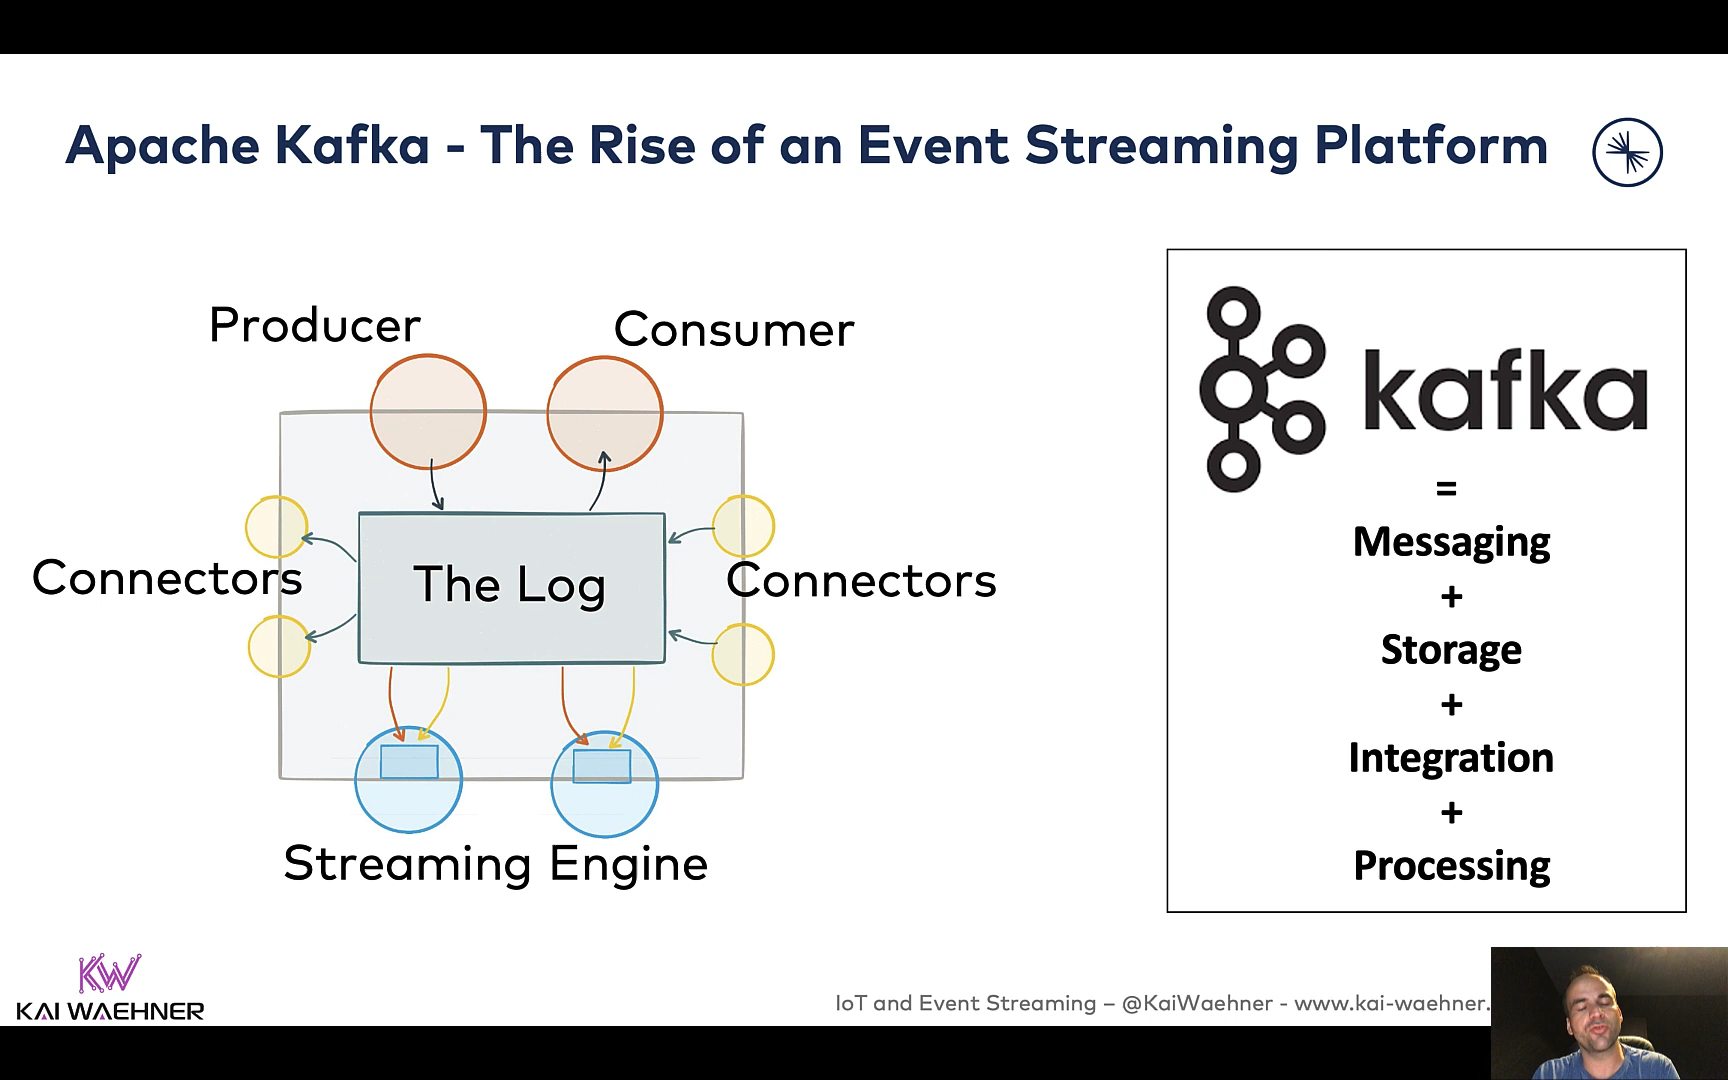 Apache Kafka - The Rise of an Event Streaming Platform
Producer
Consumer
Connectors
The Log
Connectors
Streaming Engine
kafka
=
Messaging
+
Storage
+
Integration
+
Processing
KW
KAI WAEHNER
IoT and Event Streaming – @KaiWaehner - www.kai-waehner.